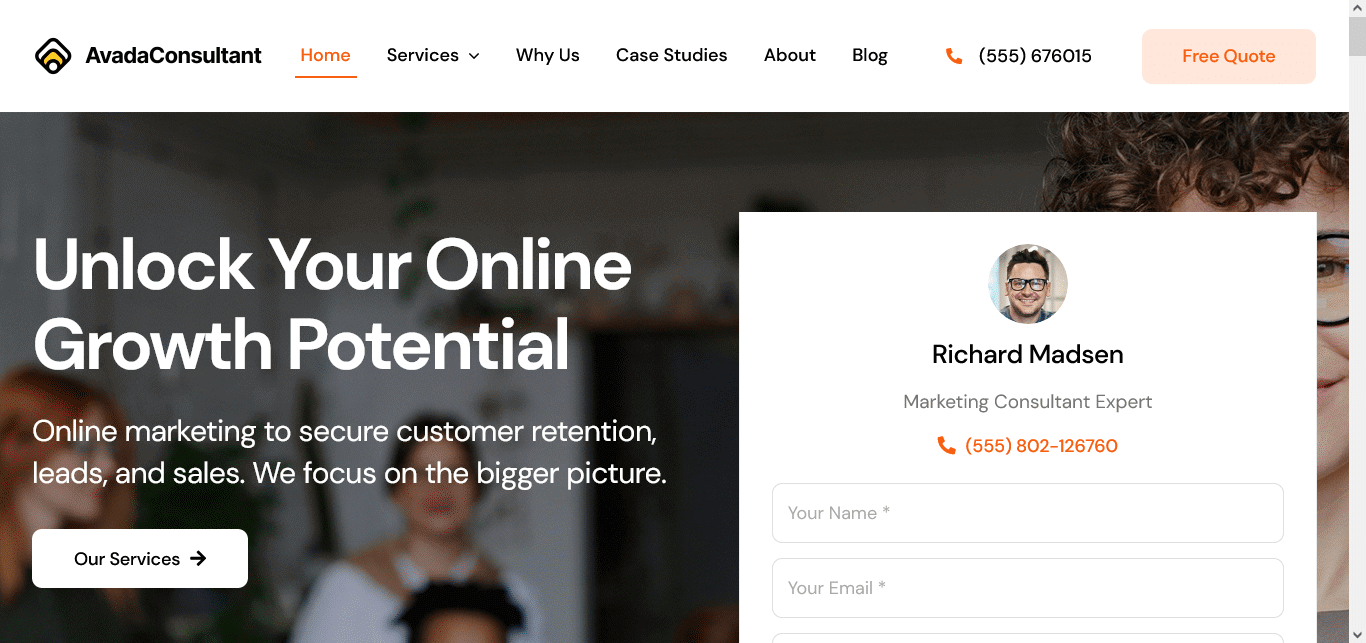 AvadaConsultant
Home
Services
Why Us
Case Studies
About
Blog
(555) 676015
Free Quote
Unlock Your Online
Growth Potential
Online marketing to secure customer retention,
leads, and sales. We focus on the bigger picture.
Our Services
Richard Madsen
Marketing Consultant Expert
(555) 802-126760
Your Name *
Your Email *